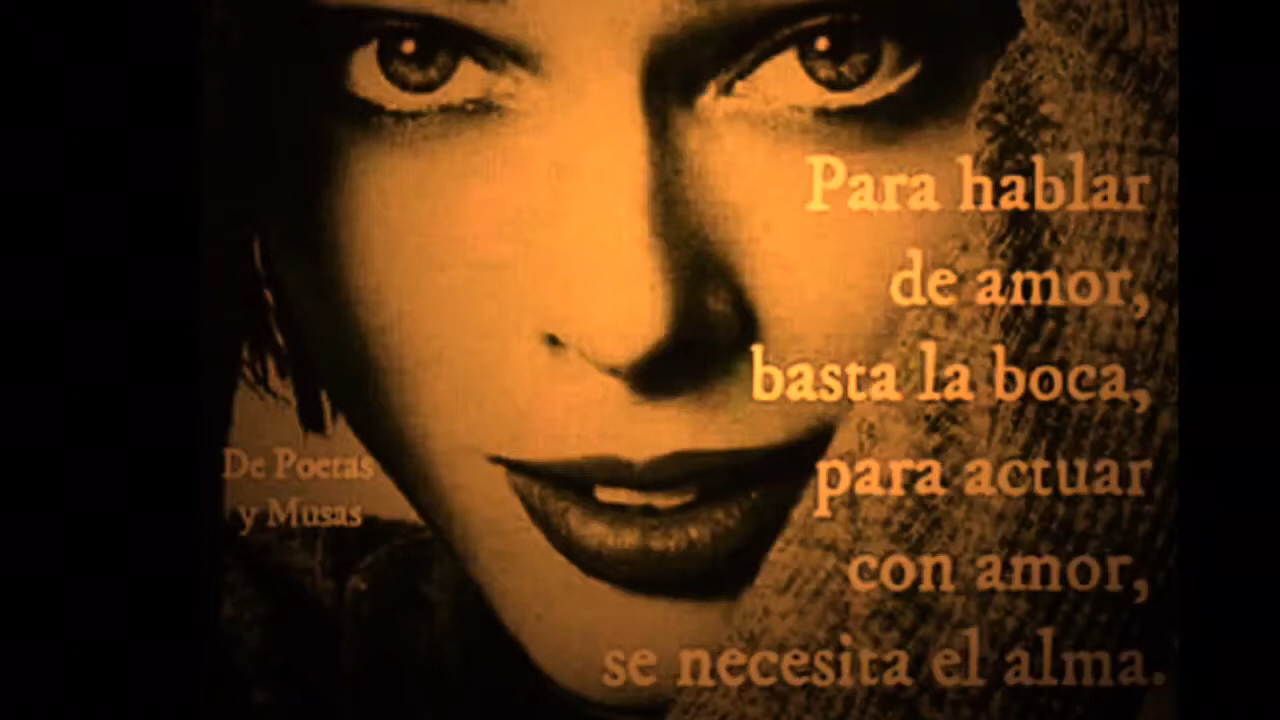 Para hablar
de amor,
basta la boca,
para actuar
con amor,
se necesita el alma.
De Poetas
y Musas